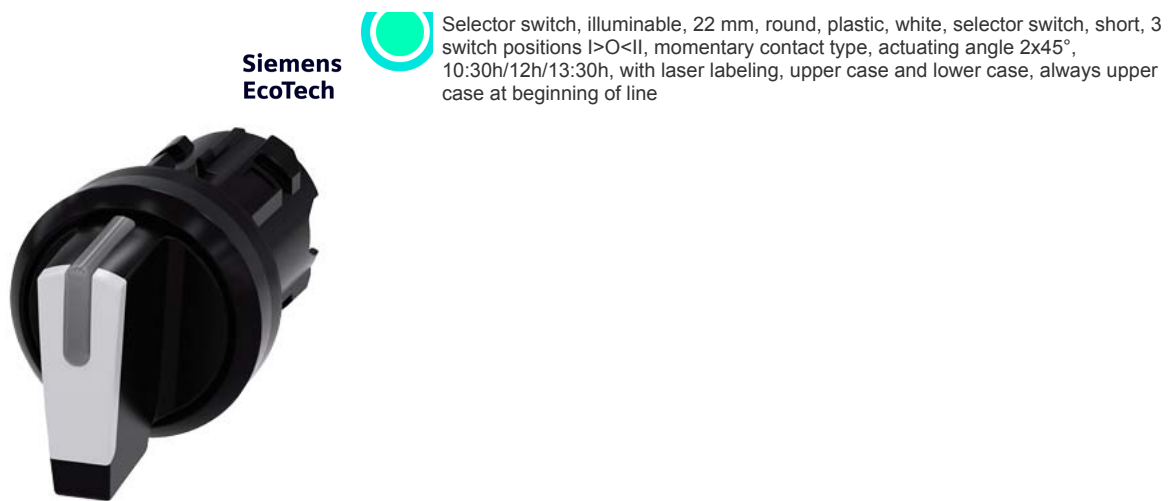 Siemens
EcoTech
Selector switch, illuminable, 22 mm, round, plastic, white, selector switch, short, 3
switch positions I>O<II, momentary contact type, actuating angle 2x45°,
10:30h/12h/13:30h, with laser labeling, upper case and lower case, always upper
case at beginning of line